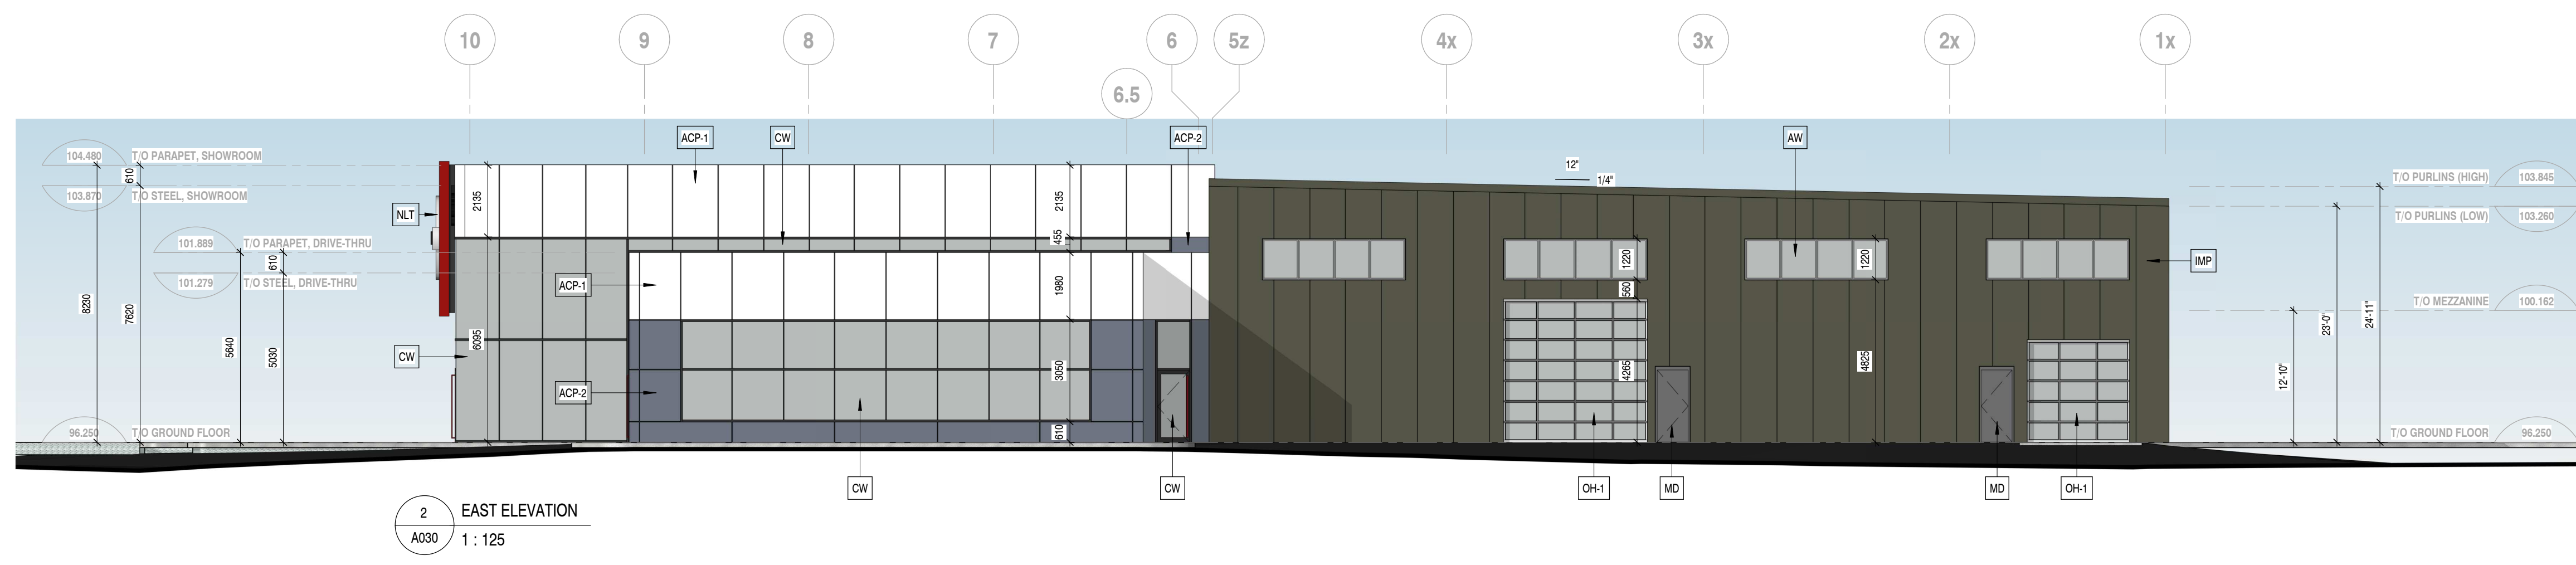 10
9
8
7
6
5z
4x
3x
2x
1x
6.5
ACP-1
CW
ACP-2
AW
104.480
T/O PARAPET, SHOWROOM
610
103.870
T/O STEEL, SHOWROOM
12"
1/4"
T/O PURLINS (HIGH)
103.845
T/O PURLINS (LOW)
103.260
NLT
2135
2135
455
101.889
T/O PARAPET, DRIVE-THRU
610
101.279
T/O STEEL, DRIVE-THRU
ACP-1
1980
1220
560
1220
IMP
T/O MEZZANINE
100.162
8230
7620
5640
5030
CW
6095
ACP-2
3050
610
4265
4825
12'-10"
23'-0"
24'-11"
96.250
T/O GROUND FLOOR
T/O GROUND FLOOR
96.250
CW
CW
OH-1
MD
MD
OH-1
2
EAST ELEVATION
A030
1 : 125